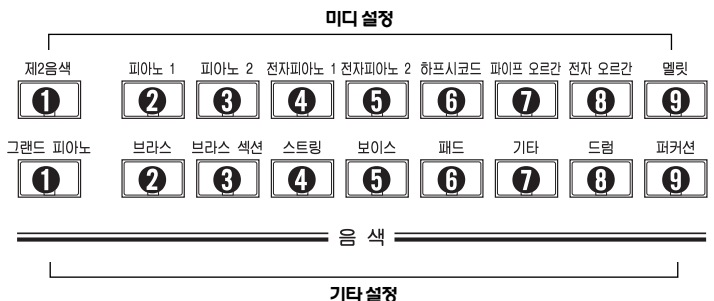 미디 설정
제2음색 피아노 1 피아노 2 전자피아노 1 전자피아노 2 하프시코드 파이프 오르간 전자 오르간 멜릿
1 2 3 4 5 6 7 8 9
그랜드 피아노 브라스 브라스 섹션 스트링 보이스 패드 기타 드럼 퍼커션
1 2 3 4 5 6 7 8 9
음 색
기타 설정